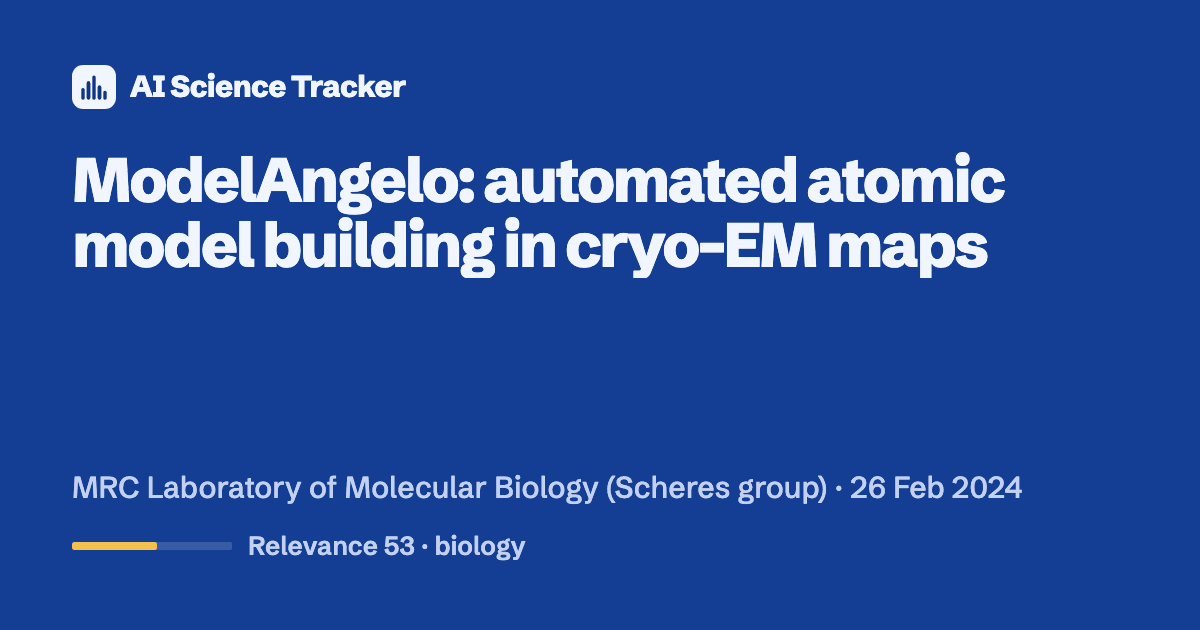 AI Science Tracker
ModelAngelo: automated atomic
model building in cryo-EM maps
MRC Laboratory of Molecular Biology (Scheres group) · 26 Feb 2024
Relevance 53 · biology